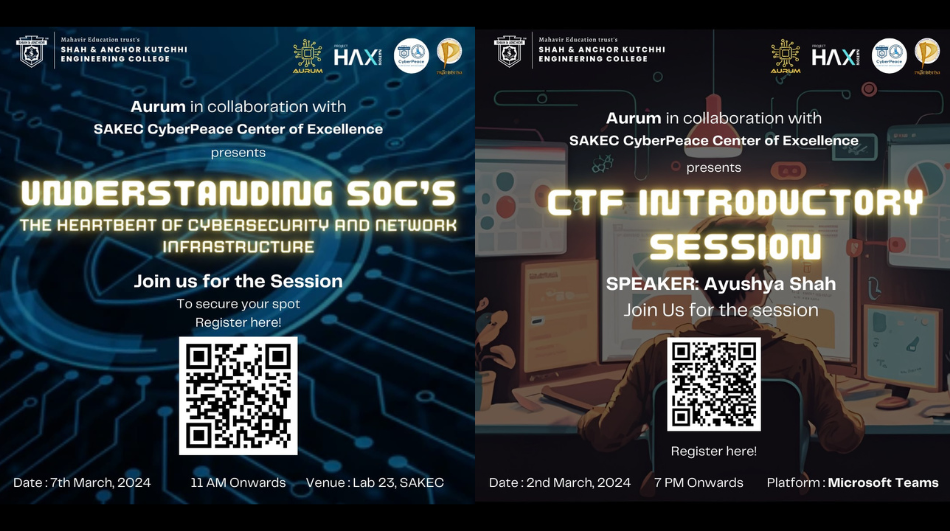 Mahavir Education trust's
SHAH & ANCHOR KUTCHHI
ENGINEERING COLLEGE
AURUM
HAX
CyberPeace
Aurum in collaboration with
SAKEC CyberPeace Center of Excellence
presents
UNDERSTANDING SOC'S
THE HEARTBEAT OF CYBERSECURITY AND NETWORK
INFRASTRUCTURE
Join us for the Session
To secure your spot
Register here!
Date : 7th March, 2024
11 AM Onwards
Venue : Lab 23, SAKEC
Mahavir Education trust's
SHAH & ANCHOR KUTCHHI
ENGINEERING COLLEGE
AURUM
HAX
CyberPeace
Aurum in collaboration with
SAKEC CyberPeace Center of Excellence
presents
CTF INTRODUCTORY
SESSION
SPEAKER: Ayushya Shah
Join Us for the session
Register here!
Date : 2nd March, 2024
7 PM Onwards
Platform : Microsoft Teams